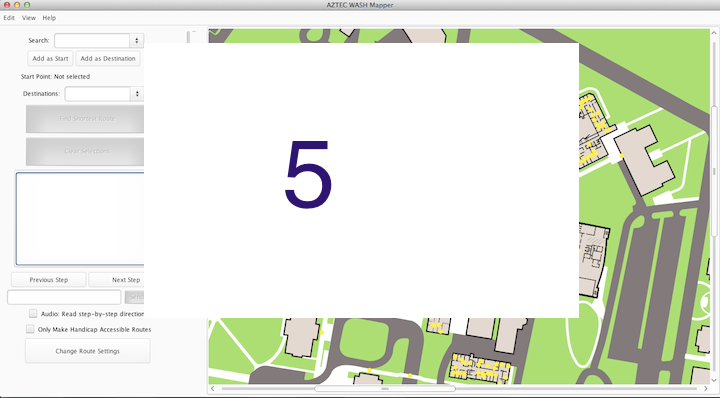 AZTEC WASH Mapper
Edit View Help
Search:
Add as Start Add as Destination
Start Point: Not selected
Destinations:
Find Shortest Route
Clear Selections
5
Previous Step Next Step
Audio: Read step-by-step direction
Only Make Handicap Accessible Routes
Change Route Settings